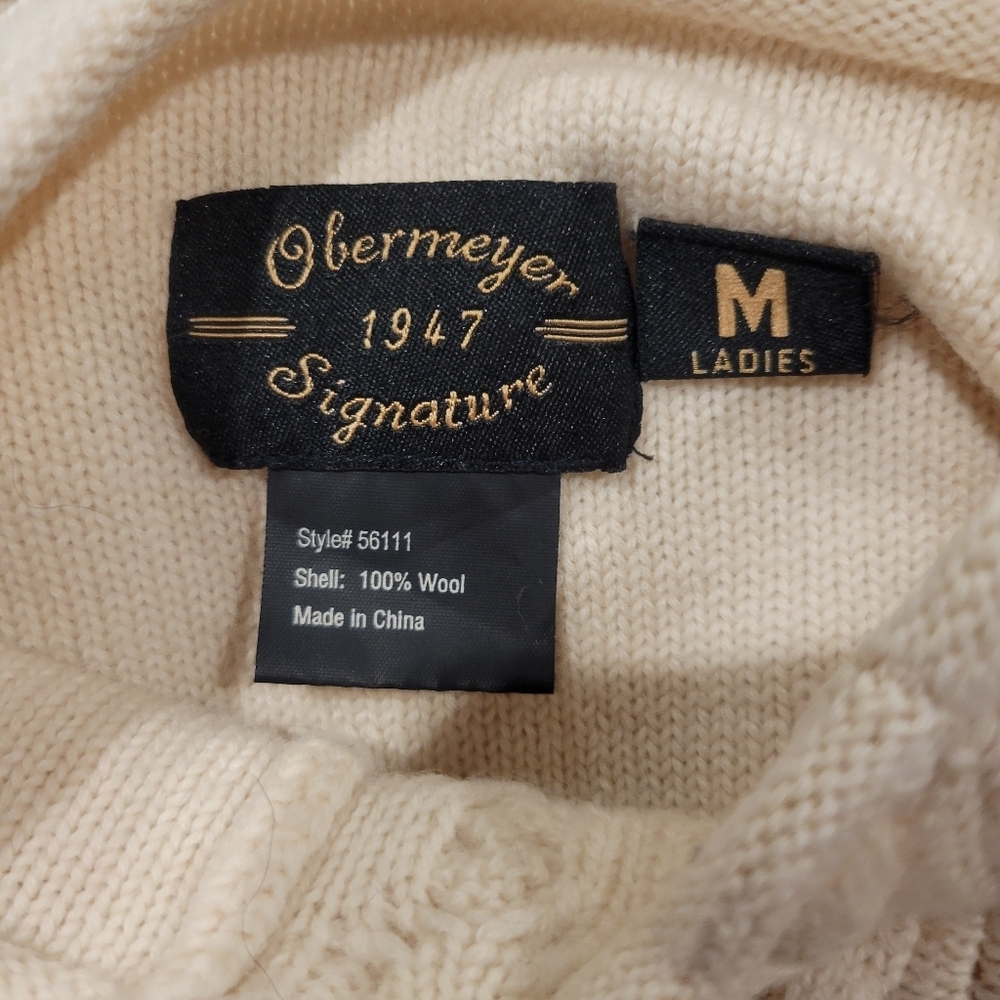 Obermeyer
1947
Signature
M
LADIES
Style# 56111
Shell: 100% Wool
Made in China